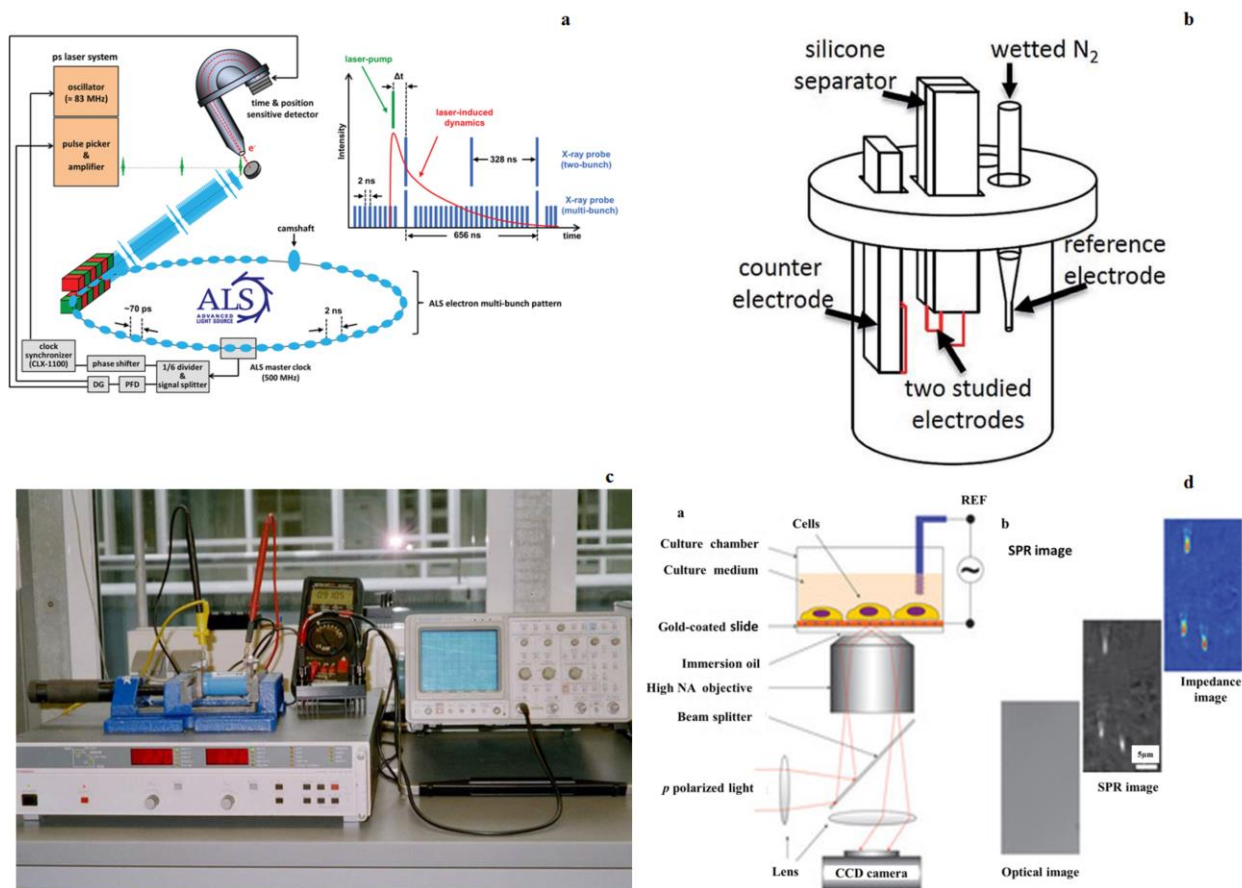 a
ps laser system
oscillator
(≈ 83 MHz)
pulse picker
&
amplifier
time & position
sensitive detector
e-
laser-pump
Δt
laser-induced
dynamics
Intensity
X-ray probe
(two-bunch)
328 ns
2 ns
X-ray probe
(multi-bunch)
656 ns
time
camshaft
ALS
ADVANCED
LIGHT SOURCE
ALS electron multi-bunch pattern
~70 ps
2 ns
clock
synchronizer
(CLX-1100)
phase shifter
1/6 divider
&
signal splitter
ALS master clock
(500 MHz)
DG
PFD
b
silicone
separator
wetted N2
counter
electrode
reference
electrode
two studied
electrodes
c
d
a
Cells
REF
b
Culture chamber
Culture medium
SPR image
Gold-coated slide
Immersion oil
High NA objective
Beam splitter
p polarized light
Lens
CCD camera
Impedance
image
5μm
SPR image
Optical image